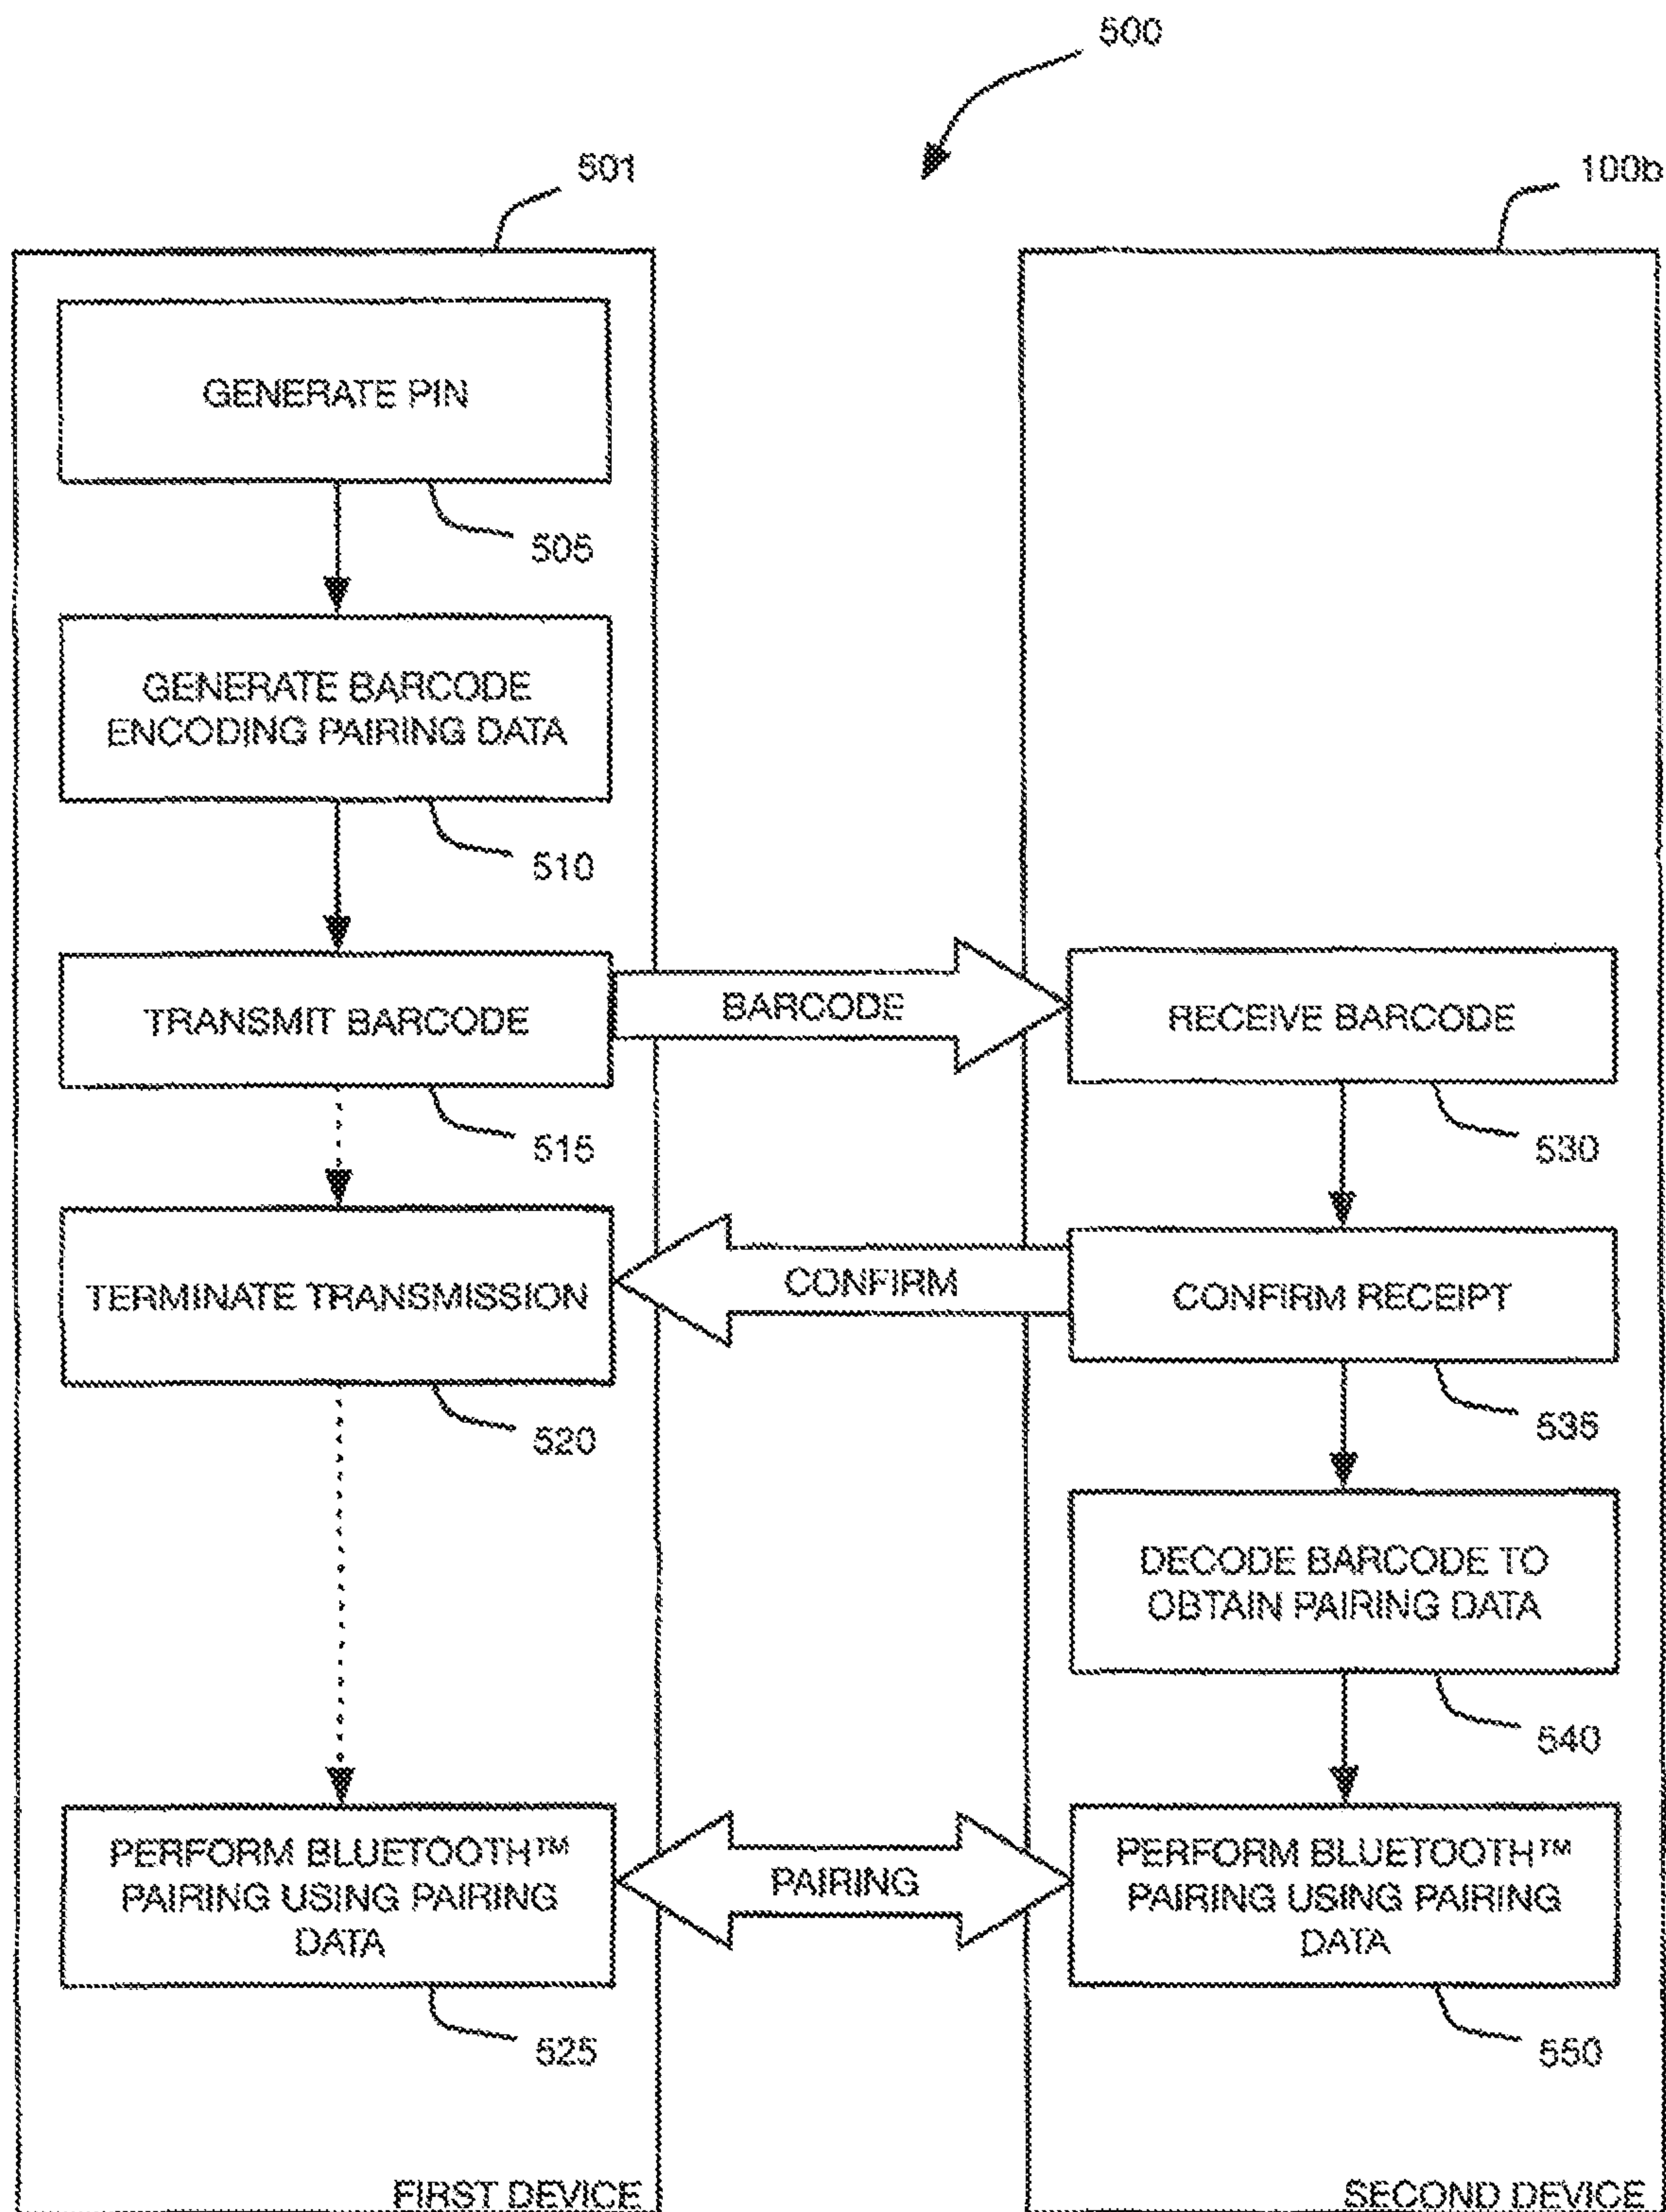 500
501
100b
GENERATE PIN
505
GENERATE BARCODE
ENCODING PAIRING DATA
510
TRANSMIT BARCODE
BARCODE
RECEIVE BARCODE
515
530
TERMINATE TRANSMISSION
CONFIRM
CONFIRM RECEIPT
520
535
DECODE BARCODE TO
OBTAIN PAIRING DATA
540
PERFORM BLUETOOTH™
PAIRING USING PAIRING
DATA
PAIRING
PERFORM BLUETOOTH™
PAIRING USING PAIRING
DATA
525
550
FIRST DEVICE
SECOND DEVICE